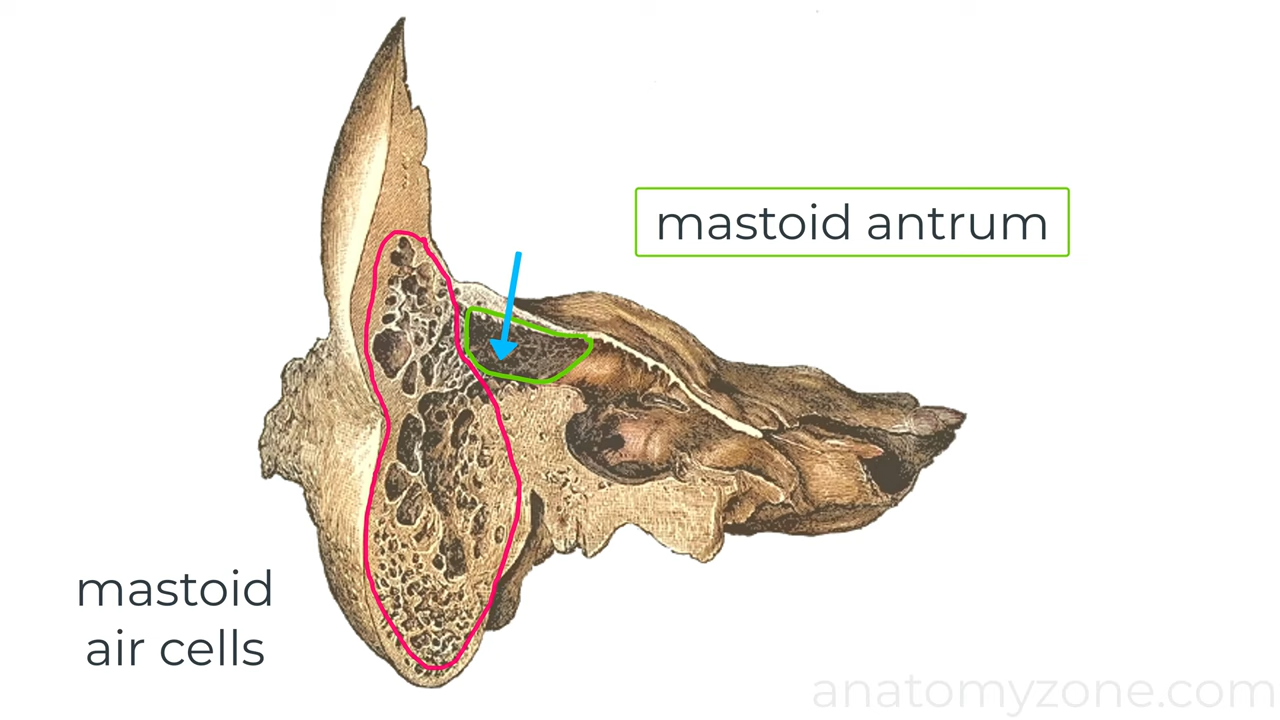 mastoid antrum
mastoid
air cells
anatomyzone.com